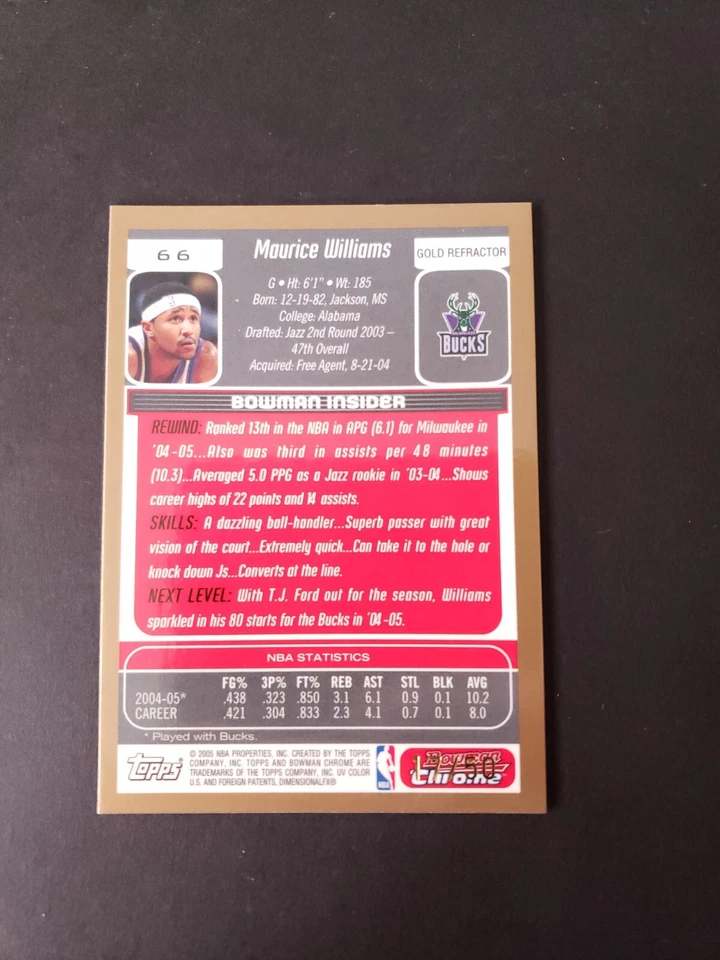 66
Maurice Williams
GOLD REFRACTOR
G • Ht: 6'1" • Wt: 185
Born: 12-19-82, Jackson, MS
College: Alabama
Drafted: Jazz 2nd Round 2003 –
47th Overall
Acquired: Free Agent, 8-21-04
BUCKS
BOWMAN INSIDER
REWIND: Ranked 13th in the NBA in APG (6.1) for Milwaukee in
'04-05...Also was third in assists per 48 minutes
(10.3)...Averaged 5.0 PPG as a Jazz rookie in '03-04...Shows
career highs of 22 points and 14 assists.
SKILLS: A dazzling ball-handler...Superb passer with great
vision of the court...Extremely quick...Can take it to the hole or
knock down Js...Converts at the line.
NEXT LEVEL: With T.J. Ford out for the season, Williams
sparkled in his 80 starts for the Bucks in '04-05.
NBA STATISTICS
FG% 3P% FT% REB AST STL BLK AVG
2004-05* .438 .323 .850 3.1 6.1 0.9 0.1 10.2
CAREER .421 .304 .833 2.3 4.1 0.7 0.1 8.0
* Played with Bucks.
Topps
© 2005 NBA PROPERTIES, INC. CREATED BY THE TOPPS
COMPANY, INC. TOPPS AND BOWMAN CHROME ARE
TRADEMARKS OF THE TOPPS COMPANY, INC. UV COLOR
U.S. AND FOREIGN PATENTS, DIMENSIONALFX®
NBA
Bowman
Chrome
/50